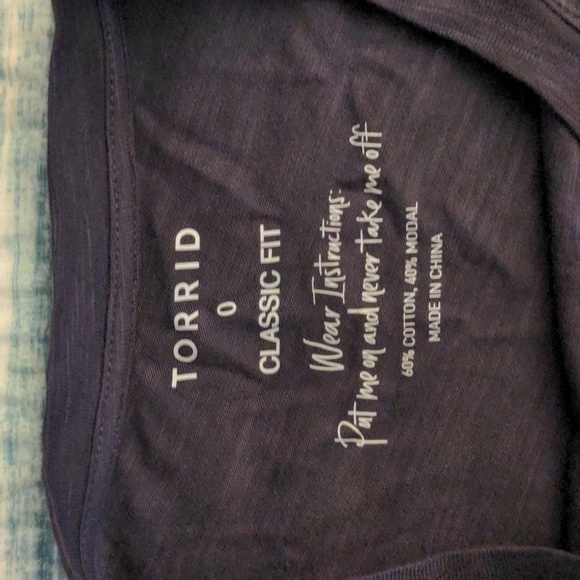 TORRID
0
CLASSIC FIT
Wear Instructions:
Put me on and never take me off
60% COTTON, 40% MODAL
MADE IN CHINA